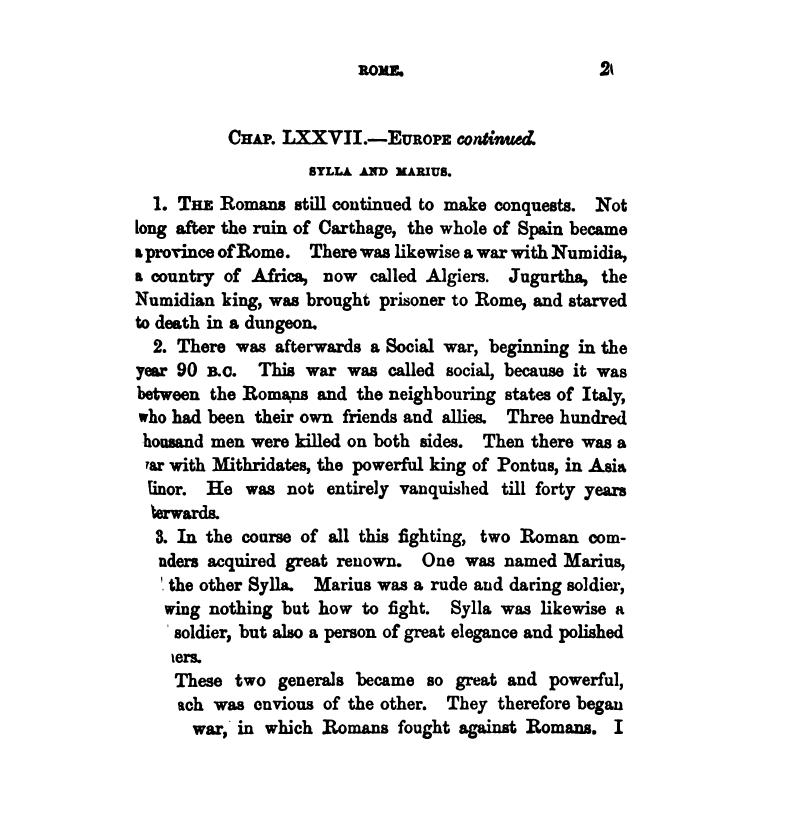 ROME. 2
CHAP. LXXVII.—EUROPE continued.
SYLLA AND MARIUS.
1. THE Romans still continued to make conquests. Not
long after the ruin of Carthage, the whole of Spain became
a province of Rome. There was likewise a war with Numidia,
a country of Africa, now called Algiers. Jugurtha, the
Numidian king, was brought prisoner to Rome, and starved
to death in a dungeon.
2. There was afterwards a Social war, beginning in the
year 90 B.C. This war was called social, because it was
between the Romans and the neighbouring states of Italy,
who had been their own friends and allies. Three hundred
housand men were killed on both sides. Then there was a
ar with Mithridates, the powerful king of Pontus, in Asia
inor. He was not entirely vanquished till forty years
terwards.
3. In the course of all this fighting, two Roman com-
nders acquired great renown. One was named Marius,
the other Sylla. Marius was a rude and daring soldier,
wing nothing but how to fight. Sylla was likewise a
soldier, but also a person of great elegance and polished
ers.
These two generals became so great and powerful,
ach was envious of the other. They therefore began
war, in which Romans fought against Romans. I